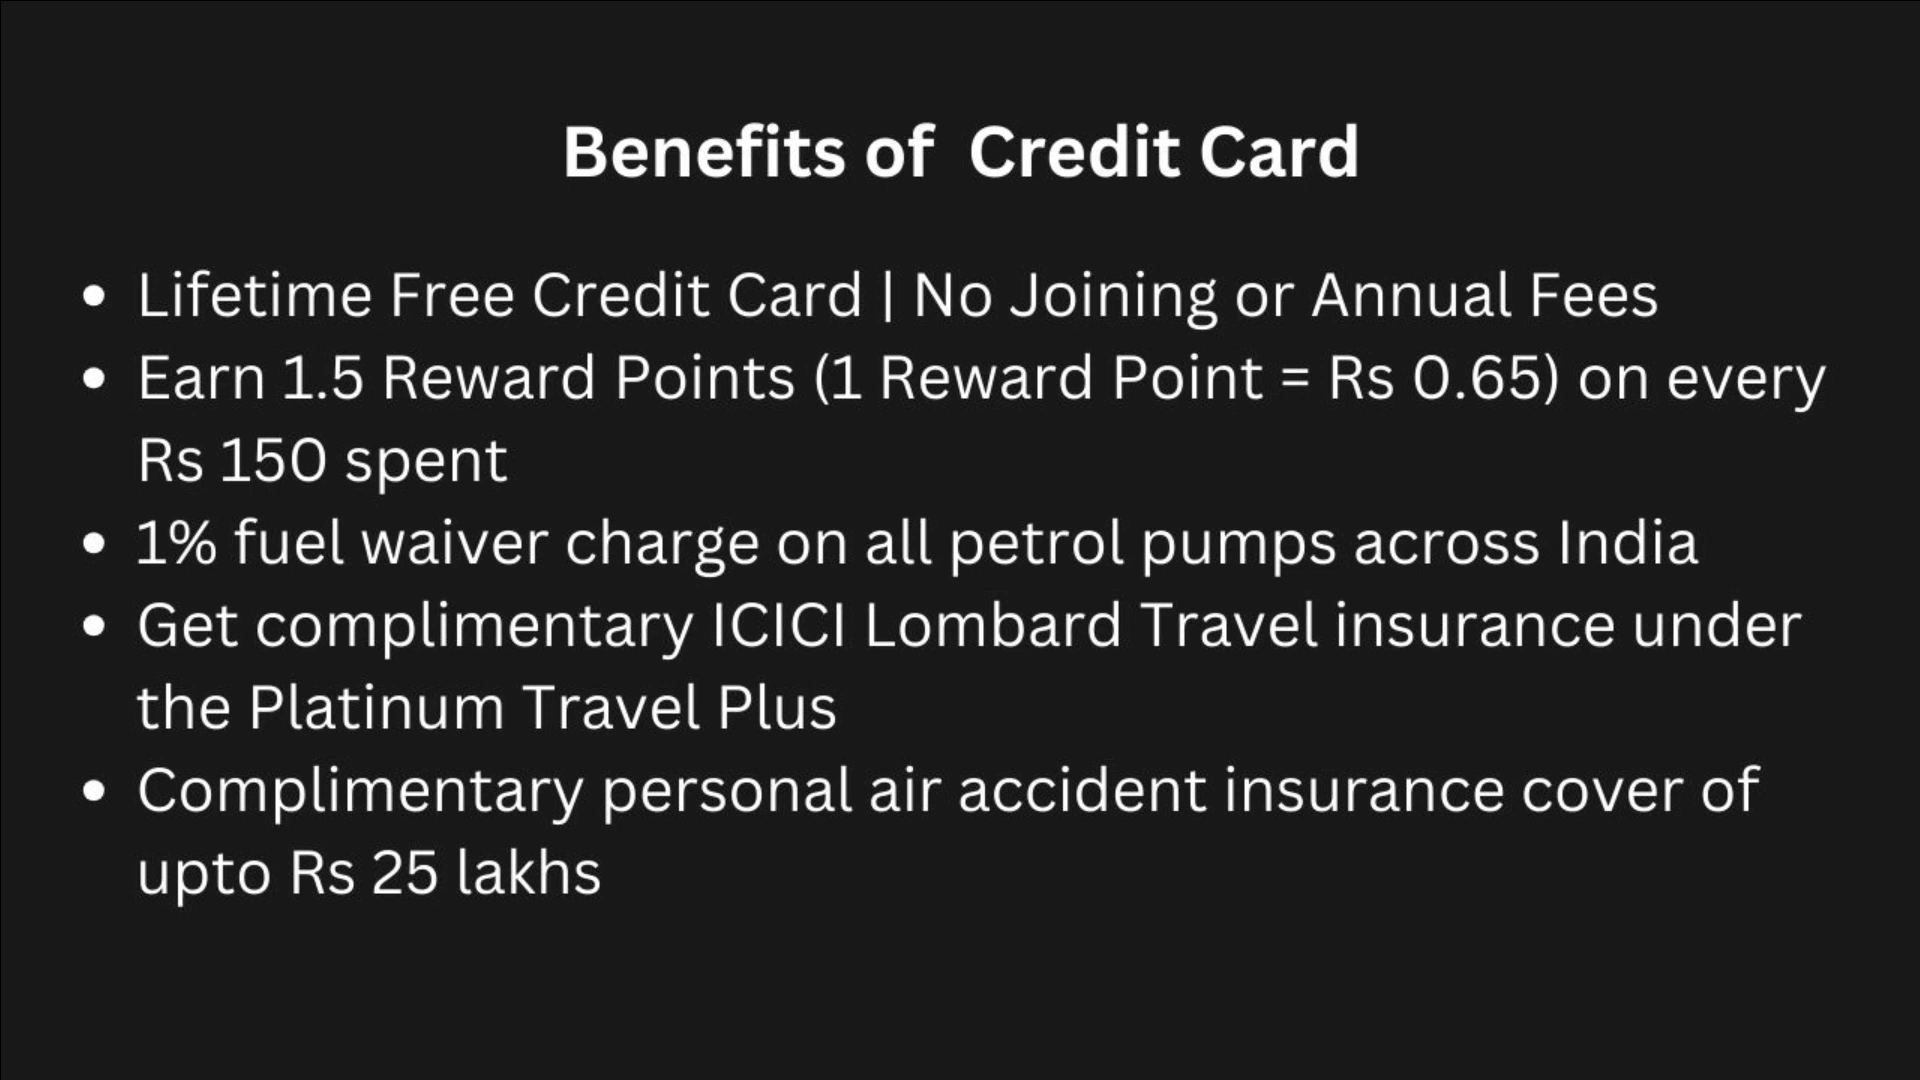 Benefits of  Credit Card
• Lifetime Free Credit Card | No Joining or Annual Fees
• Earn 1.5 Reward Points (1 Reward Point = Rs 0.65) on every
Rs 150 spent
• 1% fuel waiver charge on all petrol pumps across India
• Get complimentary ICICI Lombard Travel insurance under
the Platinum Travel Plus
• Complimentary personal air accident insurance cover of
upto Rs 25 lakhs